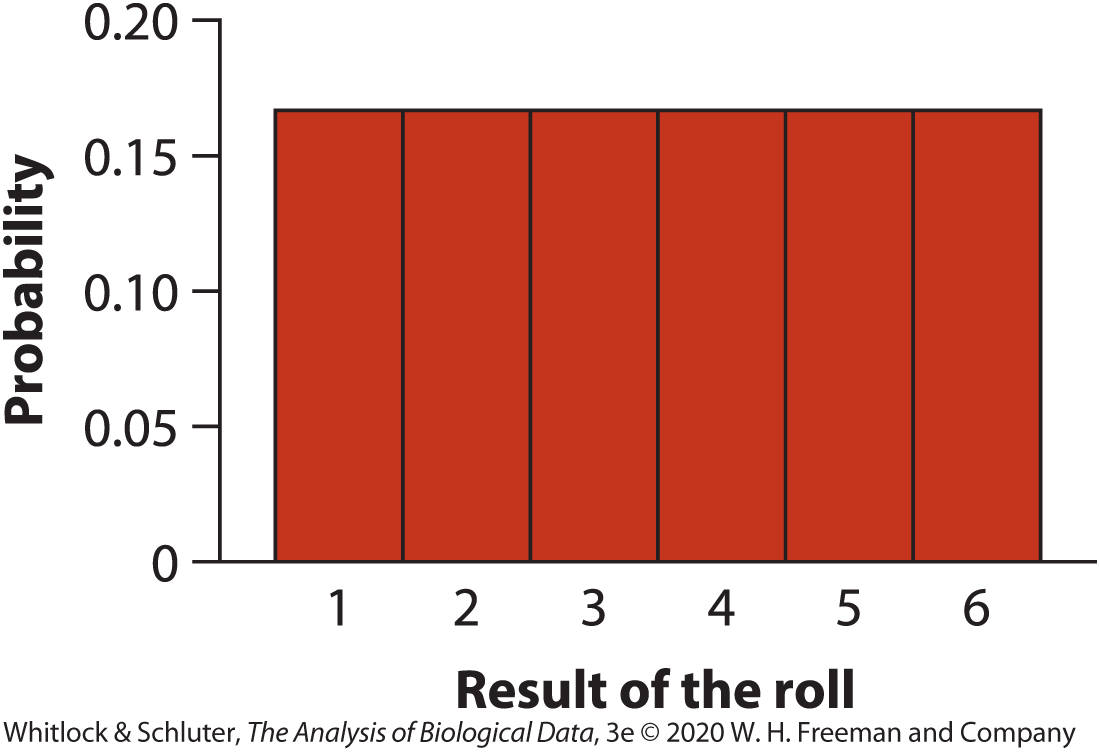 0.20
0.15
0.10
0.05
0
Probability
1 2 3 4 5 6
Result of the roll
Whitlock & Schluter, The Analysis of Biological Data, 3e © 2020 W. H. Freeman and Company